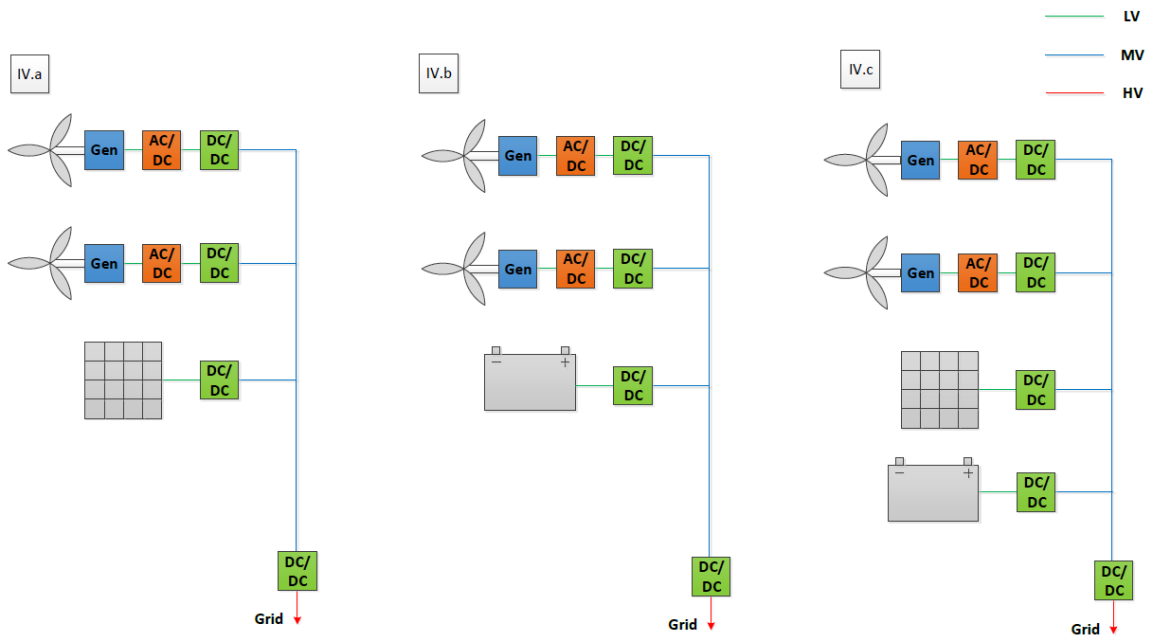 LV
MV
HV
IV.a
Gen
AC/
DC
DC/
DC
Gen
AC/
DC
DC/
DC
DC/
DC
DC/
DC
Grid
IV.b
Gen
AC/
DC
DC/
DC
Gen
AC/
DC
DC/
DC
− +
DC/
DC
DC/
DC
Grid
IV.c
Gen
AC/
DC
DC/
DC
Gen
AC/
DC
DC/
DC
DC/
DC
− +
DC/
DC
DC/
DC
Grid